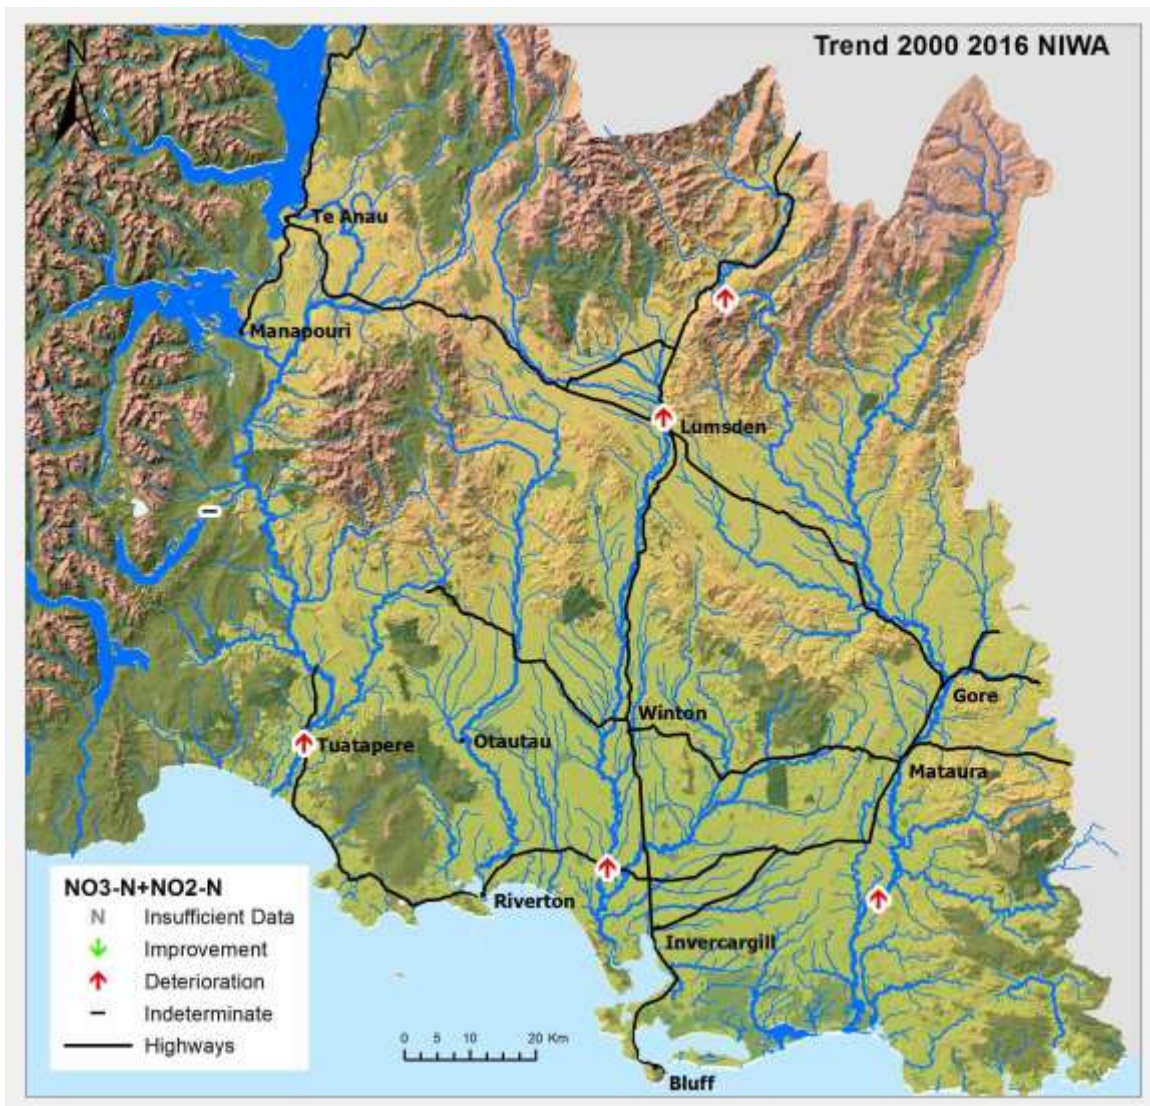 Trend 2000 2016 NIWA
N
Te Anau
Manapouri
Lumsden
Gore
Winton
Tuatapere
Otautau
Mataura
Riverton
Invercargill
Bluff
NO3-N+NO2-N
N Insufficient Data
Improvement
Deterioration
Indeterminate
Highways
0 5 10 20 Km